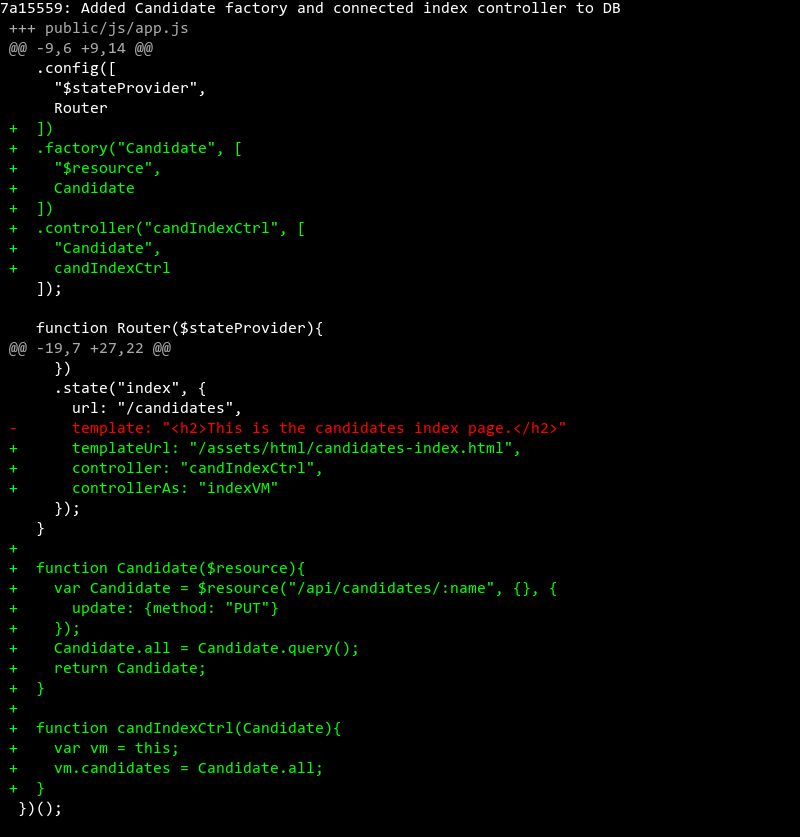 7a15559: Added Candidate factory and connected index controller to DB
 +++ public/js/app.js
 @@ -9,6 +9,14 @@
    .config([
      "$stateProvider",
      Router
 +  ])
 +  .factory("Candidate", [
 +    "$resource",
 +    Candidate
 +  ])
 +  .controller("candIndexCtrl", [
 +    "Candidate",
 +    candIndexCtrl
    ]);

    function Router($stateProvider){
 @@ -19,7 +27,22 @@
      })
      .state("index", {
        url: "/candidates",
 -      template: "<h2>This is the candidates index page.</h2>"
 +      templateUrl: "/assets/html/candidates-index.html",
 +      controller: "candIndexCtrl",
 +      controllerAs: "indexVM"
      });
    }
 +
 +  function Candidate($resource){
 +    var Candidate = $resource("/api/candidates/:name", {}, {
 +      update: {method: "PUT"}
 +    });
 +    Candidate.all = Candidate.query();
 +    return Candidate;
 +  }
 +
 +  function candIndexCtrl(Candidate){
 +    var vm = this;
 +    vm.candidates = Candidate.all;
 +  }
  })();